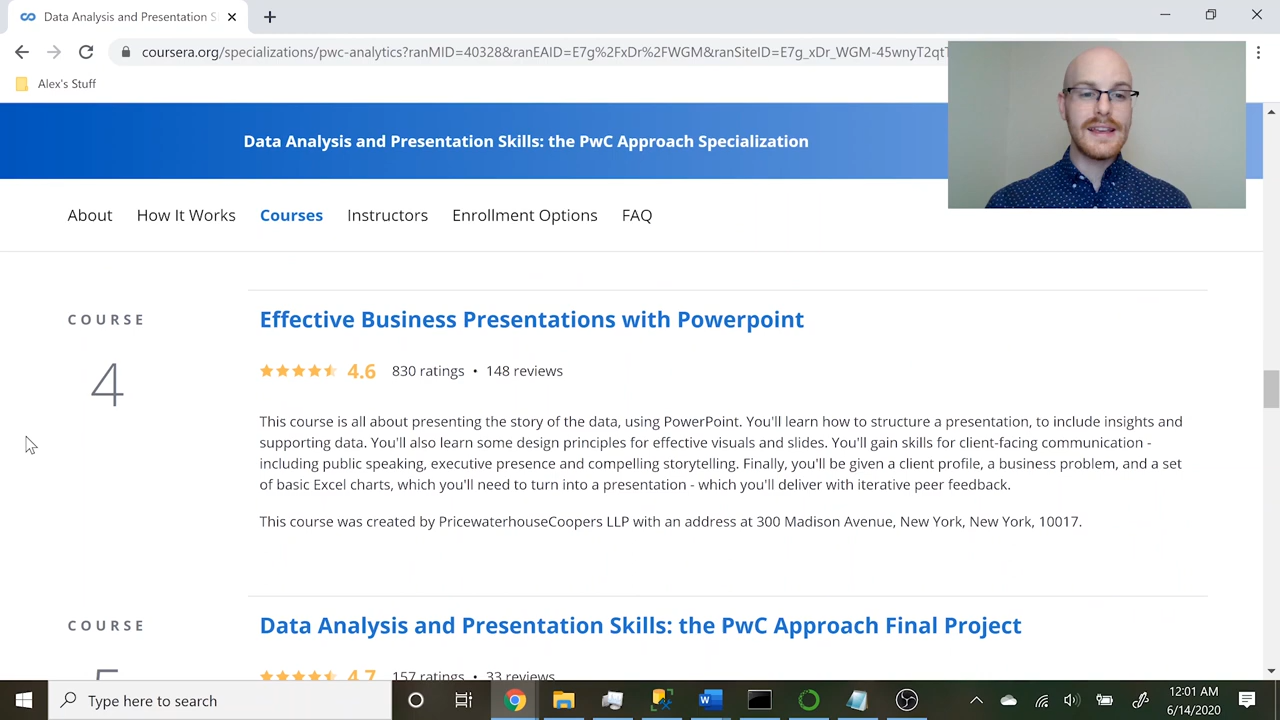 Data Analysis and Presentation S
coursera.org/specializations/pwc-analytics?ranMID=40328&ranEAID=E7g%2FxDr%2FWGM&ranSiteID=E7g_xDr_WGM-45wnyT2qtT
Alex's Stuff
Data Analysis and Presentation Skills: the PwC Approach Specialization
About How It Works Courses Instructors Enrollment Options FAQ
COURSE
4
Effective Business Presentations with Powerpoint
4.6 830 ratings • 148 reviews
This course is all about presenting the story of the data, using PowerPoint. You'll learn how to structure a presentation, to include insights and
supporting data. You'll also learn some design principles for effective visuals and slides. You'll gain skills for client-facing communication -
including public speaking, executive presence and compelling storytelling. Finally, you'll be given a client profile, a business problem, and a set
of basic Excel charts, which you'll need to turn into a presentation - which you'll deliver with iterative peer feedback.
This course was created by PricewaterhouseCoopers LLP with an address at 300 Madison Avenue, New York, New York, 10017.
COURSE
5
Data Analysis and Presentation Skills: the PwC Approach Final Project
4.7 157 ratings • 33 reviews
Type here to search
12:01 AM
6/14/2020